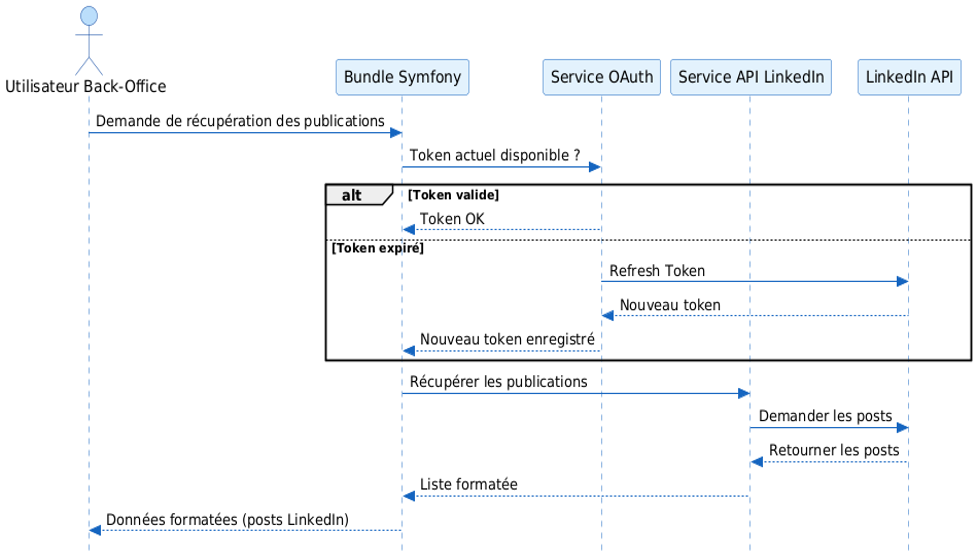 Utilisateur Back-Office
Bundle Symfony
Service OAuth
Service API LinkedIn
LinkedIn API
Demande de récupération des publications
Token actuel disponible ?
alt
[Token valide]
Token OK
[Token expiré]
Refresh Token
Nouveau token
Nouveau token enregistré
Récupérer les publications
Demander les posts
Retourner les posts
Liste formatée
Données formatées (posts LinkedIn)